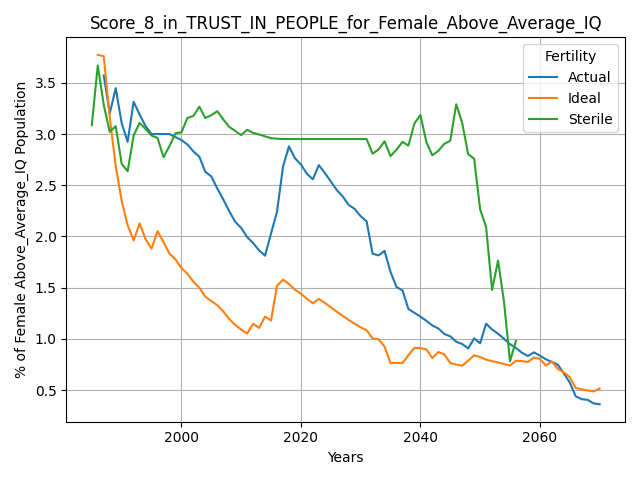 Score_8_in_TRUST_IN_PEOPLE_for_Female_Above_Average_IQ
% of Female Above_Average_IQ Population
3.5
3.0
2.5
2.0
1.5
1.0
0.5
Fertility
Actual
Ideal
Sterile
2000
2020
2040
2060
Years